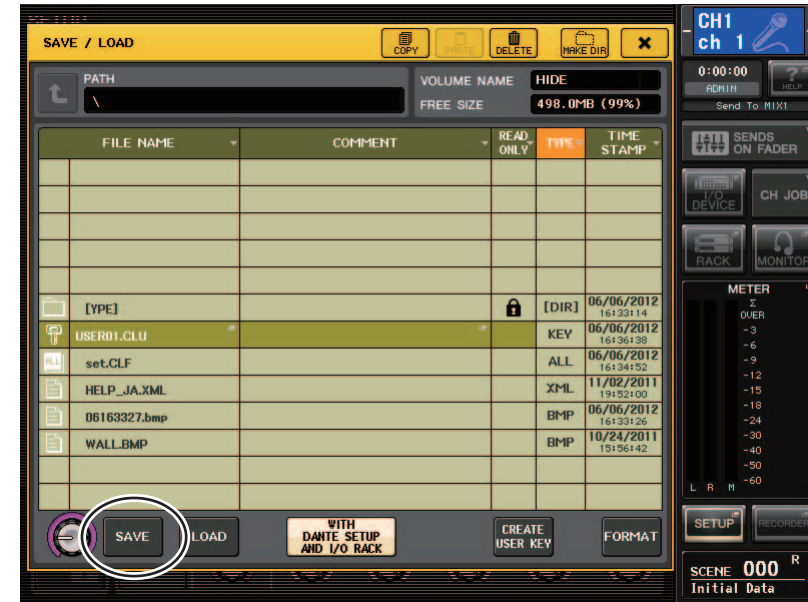 SETUP
SAVE / LOAD
COPY
PASTE
DELETE
MAKE DIR
PATH
\
VOLUME NAME HIDE
FREE SIZE 498.0MB (99%)
FILE NAME COMMENT READ ONLY TYPE TIME STAMP
[YPE] [DIR] 06/06/2012 16:33:14
USER01.CLU KEY 06/06/2012 16:36:38
ALL set.CLF ALL 06/06/2012 16:34:52
HELP_JA.XML XML 11/02/2011 19:52:00
06163327.bmp BMP 06/06/2012 16:33:26
WALL.BMP BMP 10/24/2011 15:56:42
SAVE
LOAD
WITH
DANTE SETUP
AND I/O RACK
CREATE
USER KEY
FORMAT
CH1
ch 1
0:00:00
ADMIN
?
HELP
Send To MIX1
SENDS
ON FADER
I/O
DEVICE
CH JOB
RACK
MONITOR
METER
Σ
OVER
-3
-6
-9
-12
-15
-18
-24
-30
-40
-50
-60
L R M
SETUP
RECORDER
SCENE 000 R
Initial Data